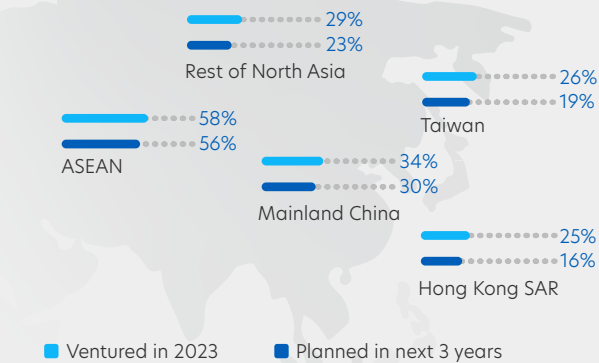 29%
23%
Rest of North Asia
26%
19%
Taiwan
58%
56%
ASEAN
34%
30%
Mainland China
25%
16%
Hong Kong SAR
Ventured in 2023
Planned in next 3 years